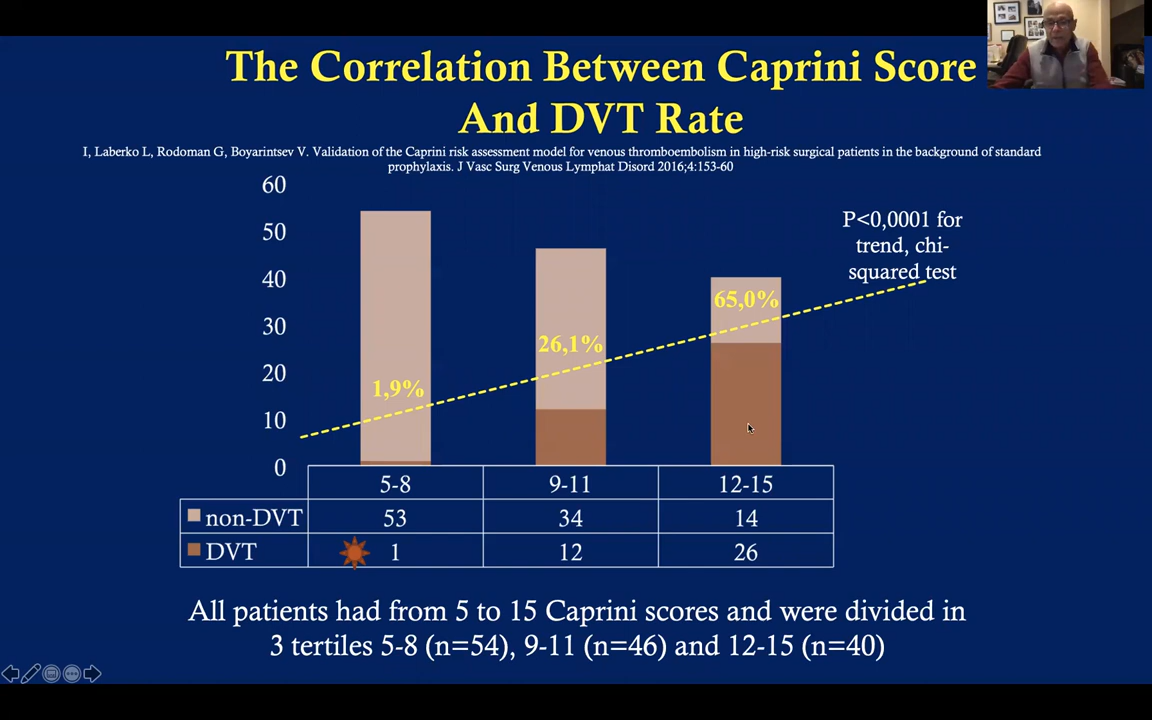 The Correlation Between Caprini Score
And DVT Rate
I, Laberko L, Rodoman G, Boyarintsev V. Validation of the Caprini risk assessment model for venous thromboembolism in high-risk surgical patients in the background of standard
prophylaxis. J Vasc Surg Venous Lymphat Disord 2016;4:153-60
60
50
40
30
20
10
0
P<0,0001 for
trend, chi-
squared test
1,9%
26,1%
65,0%
5-8 9-11 12-15
non-DVT 53 34 14
DVT 1 12 26
All patients had from 5 to 15 Caprini scores and were divided in
3 tertiles 5-8 (n=54), 9-11 (n=46) and 12-15 (n=40)